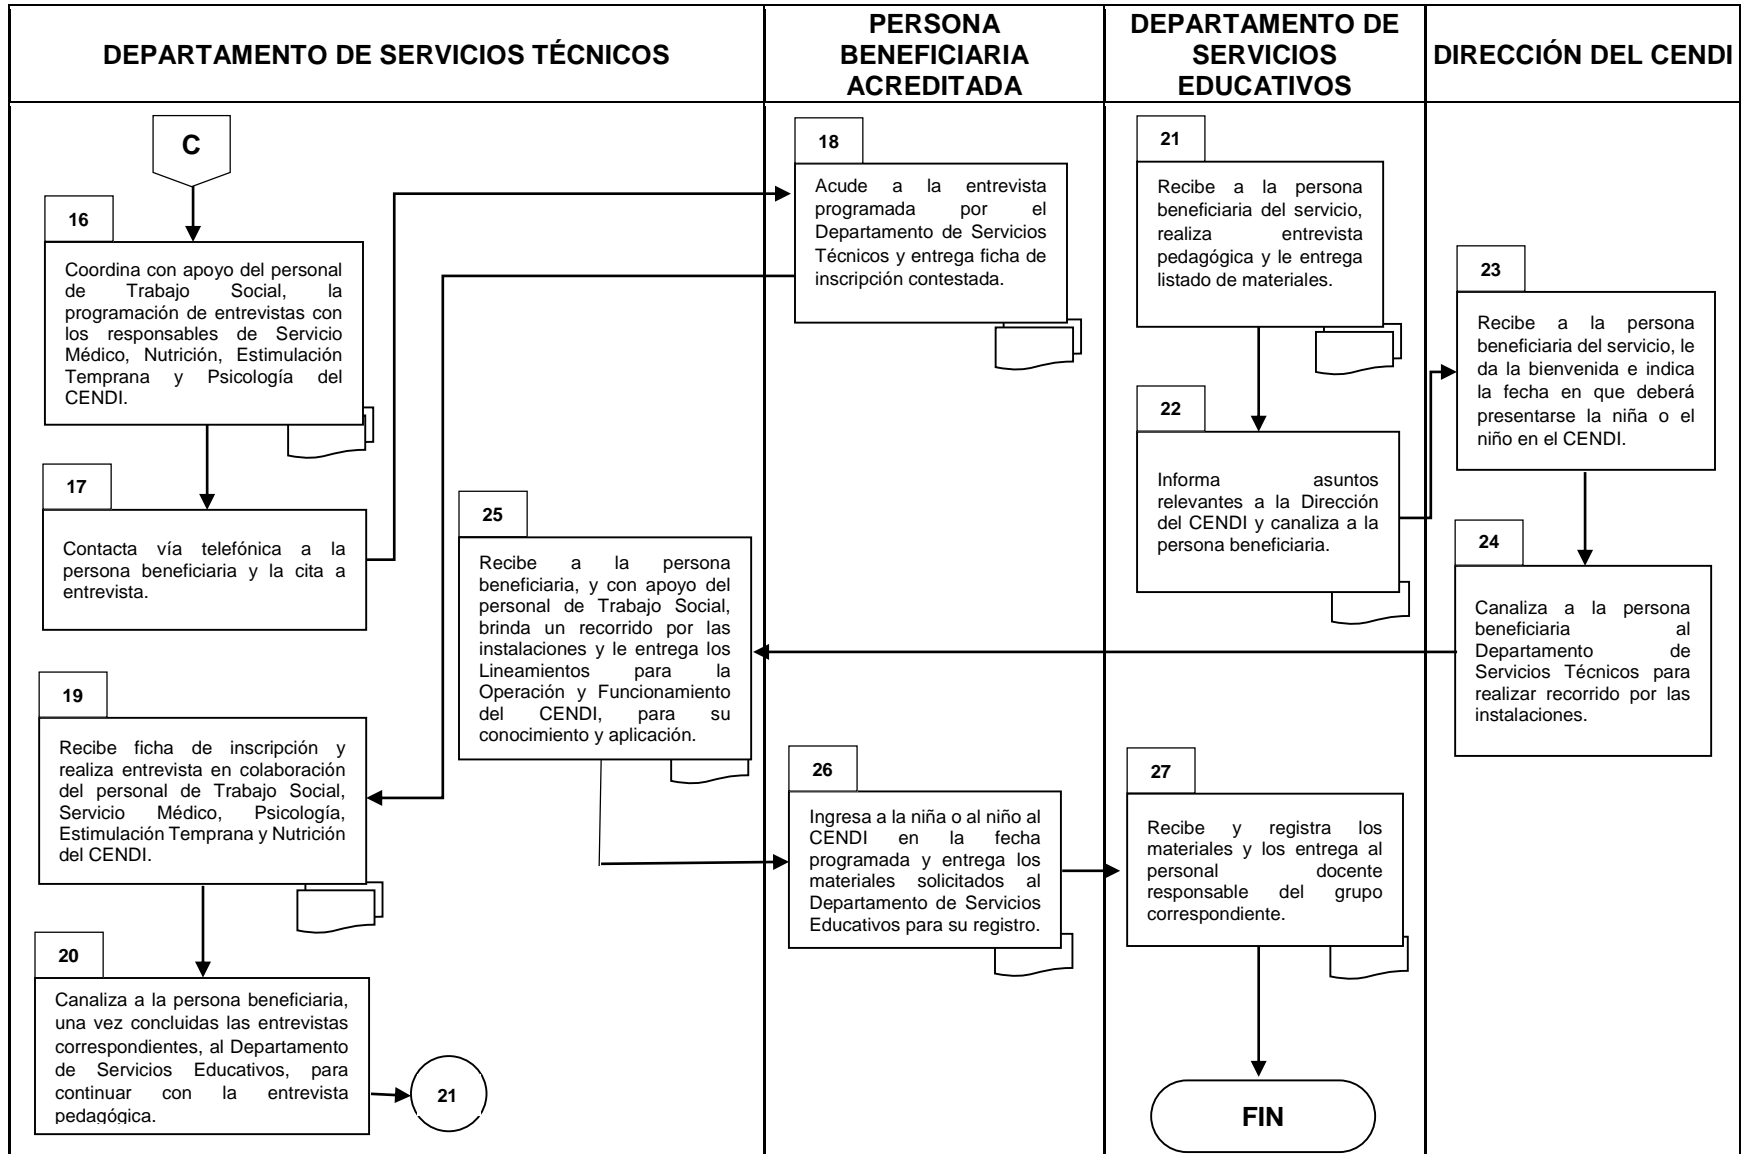 DEPARTAMENTO DE SERVICIOS TÉCNICOS
PERSONA
BENEFICIARIA
ACREDITADA
DEPARTAMENTO DE
SERVICIOS
EDUCATIVOS
DIRECCIÓN DEL CENDI
C
16
Coordina con apoyo del personal
de Trabajo Social, la
programación de entrevistas con
los responsables de Servicio
Médico, Nutrición, Estimulación
Temprana y Psicología del
CENDI.
17
Contacta vía telefónica a la
persona beneficiaria y la cita a
entrevista.
18
Acude a la entrevista
programada por el
Departamento de Servicios
Técnicos y entrega ficha de
inscripción contestada.
19
Recibe ficha de inscripción y
realiza entrevista en colaboración
del personal de Trabajo Social,
Servicio Médico, Psicología,
Estimulación Temprana y Nutrición
del CENDI.
20
Canaliza a la persona beneficiaria,
una vez concluidas las entrevistas
correspondientes, al Departamento
de Servicios Educativos, para
continuar con la entrevista
pedagógica.
21
21
Recibe a la persona
beneficiaria del servicio,
realiza entrevista
pedagógica y le entrega
listado de materiales.
22
Informa asuntos
relevantes a la Dirección
del CENDI y canaliza a la
persona beneficiaria.
23
Recibe a la persona
beneficiaria del servicio, le
da la bienvenida e indica
la fecha en que deberá
presentarse la niña o el
niño en el CENDI.
24
Canaliza a la persona
beneficiaria al
Departamento de
Servicios Técnicos para
realizar recorrido por las
instalaciones.
25
Recibe a la persona
beneficiaria, y con apoyo del
personal de Trabajo Social,
brinda un recorrido por las
instalaciones y le entrega los
Lineamientos para la
Operación y Funcionamiento
del CENDI, para su
conocimiento y aplicación.
26
Ingresa a la niña o al niño al
CENDI en la fecha
programada y entrega los
materiales solicitados al
Departamento de Servicios
Educativos para su registro.
27
Recibe y registra los
materiales y los entrega al
personal docente
responsable del grupo
correspondiente.
FIN